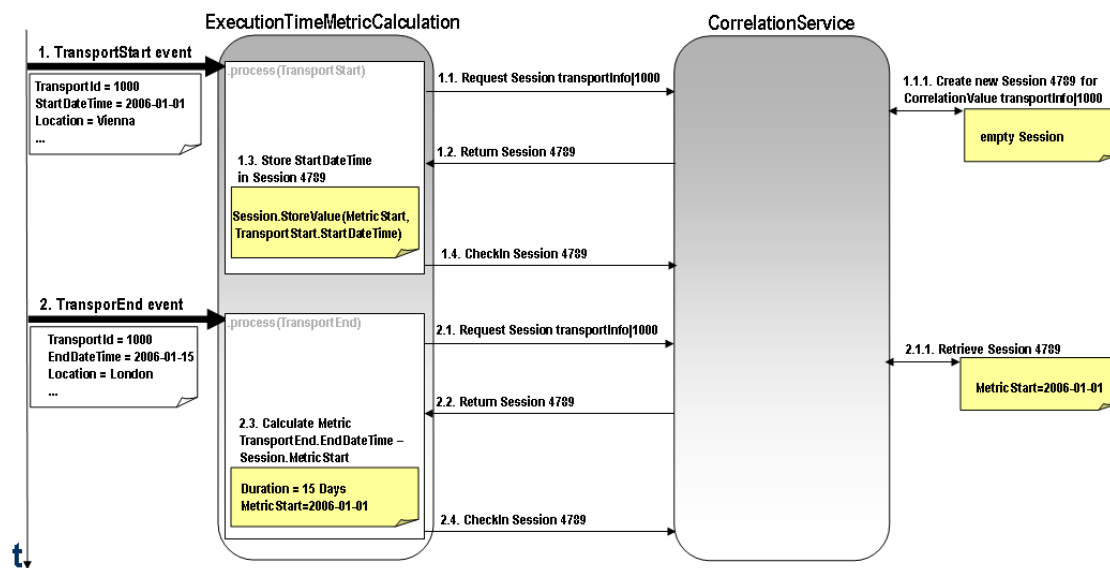 ExecutionTimeMetricCalculation
CorrelationService
1. TransportStart event
TransportId = 1000
StartDateTime = 2006-01-01
Location = Vienna
...
.process(TransportStart)
1.1. Request Session transportInfo|1000
1.1.1. Create new Session 4789 for
CorrelationValue transportInfo|1000
empty Session
1.2. Return Session 4789
1.3. Store StartDateTime
in Session 4789
Session.StoreValue(MetricStart,
TransportStart.StartDateTime)
1.4. CheckIn Session 4789
2. TransporEnd event
TransportId = 1000
EndDateTime = 2006-01-15
Location = London
...
.process(TransportEnd)
2.1. Request Session transportInfo|1000
2.1.1. Retrieve Session 4789
MetricStart=2006-01-01
2.2. Return Session 4789
2.3. Calculate Metric
TransportEnd.EndDateTime –
Session.MetricStart
Duration = 15 Days
MetricStart=2006-01-01
2.4. CheckIn Session 4789
t